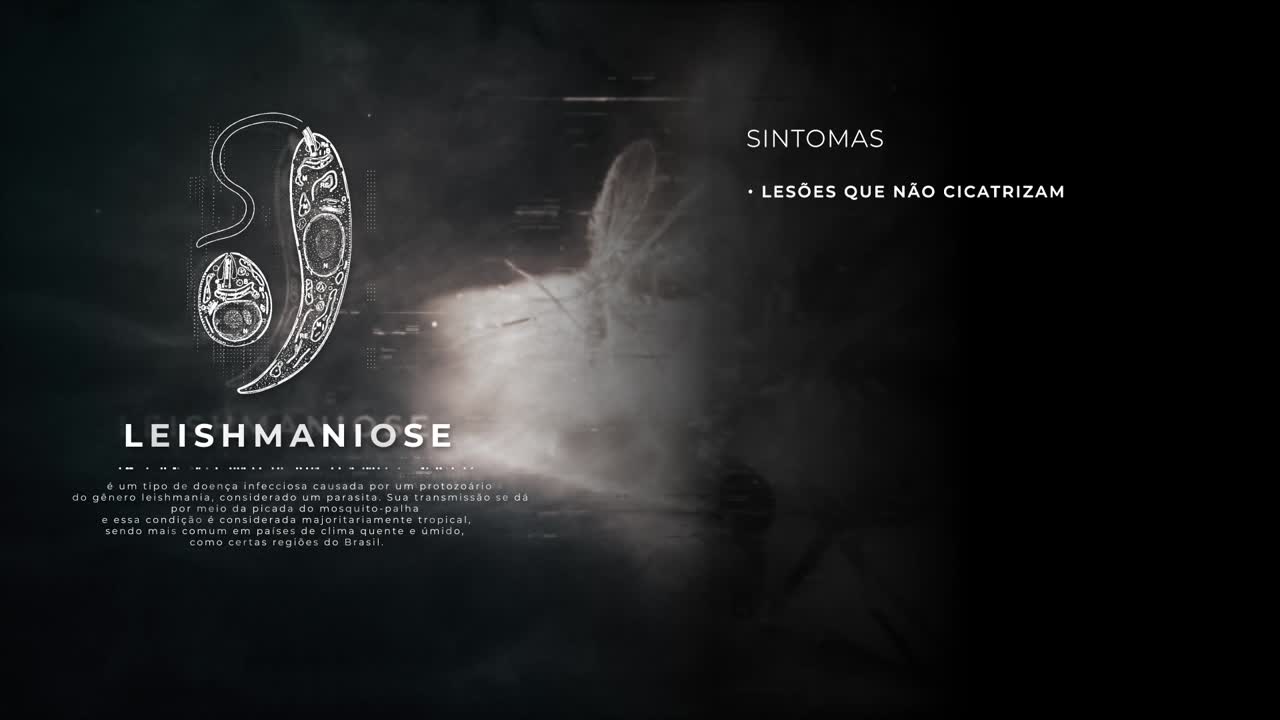 LEISHMANIOSE
é um tipo de doença infecciosa causada por um protozoário
do gênero leishmania, considerado um parasita. Sua transmissão se dá
por meio da picada do mosquito-palha
e essa condição é considerada majoritariamente tropical,
sendo mais comum em países de clima quente e úmido,
como certas regiões do Brasil.
SINTOMAS
• LESÕES QUE NÃO CICATRIZAM